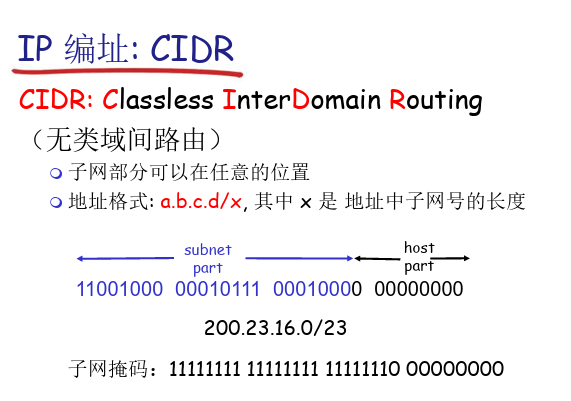 IP 编址: CIDR
CIDR: Classless InterDomain Routing
（无类域间路由）
子网部分可以在任意的位置
地址格式: a.b.c.d/x, 其中 x 是 地址中子网号的长度
subnet part
host part
11001000 00010111 00010000 00000000
200.23.16.0/23
子网掩码：11111111 11111111 11111110 00000000